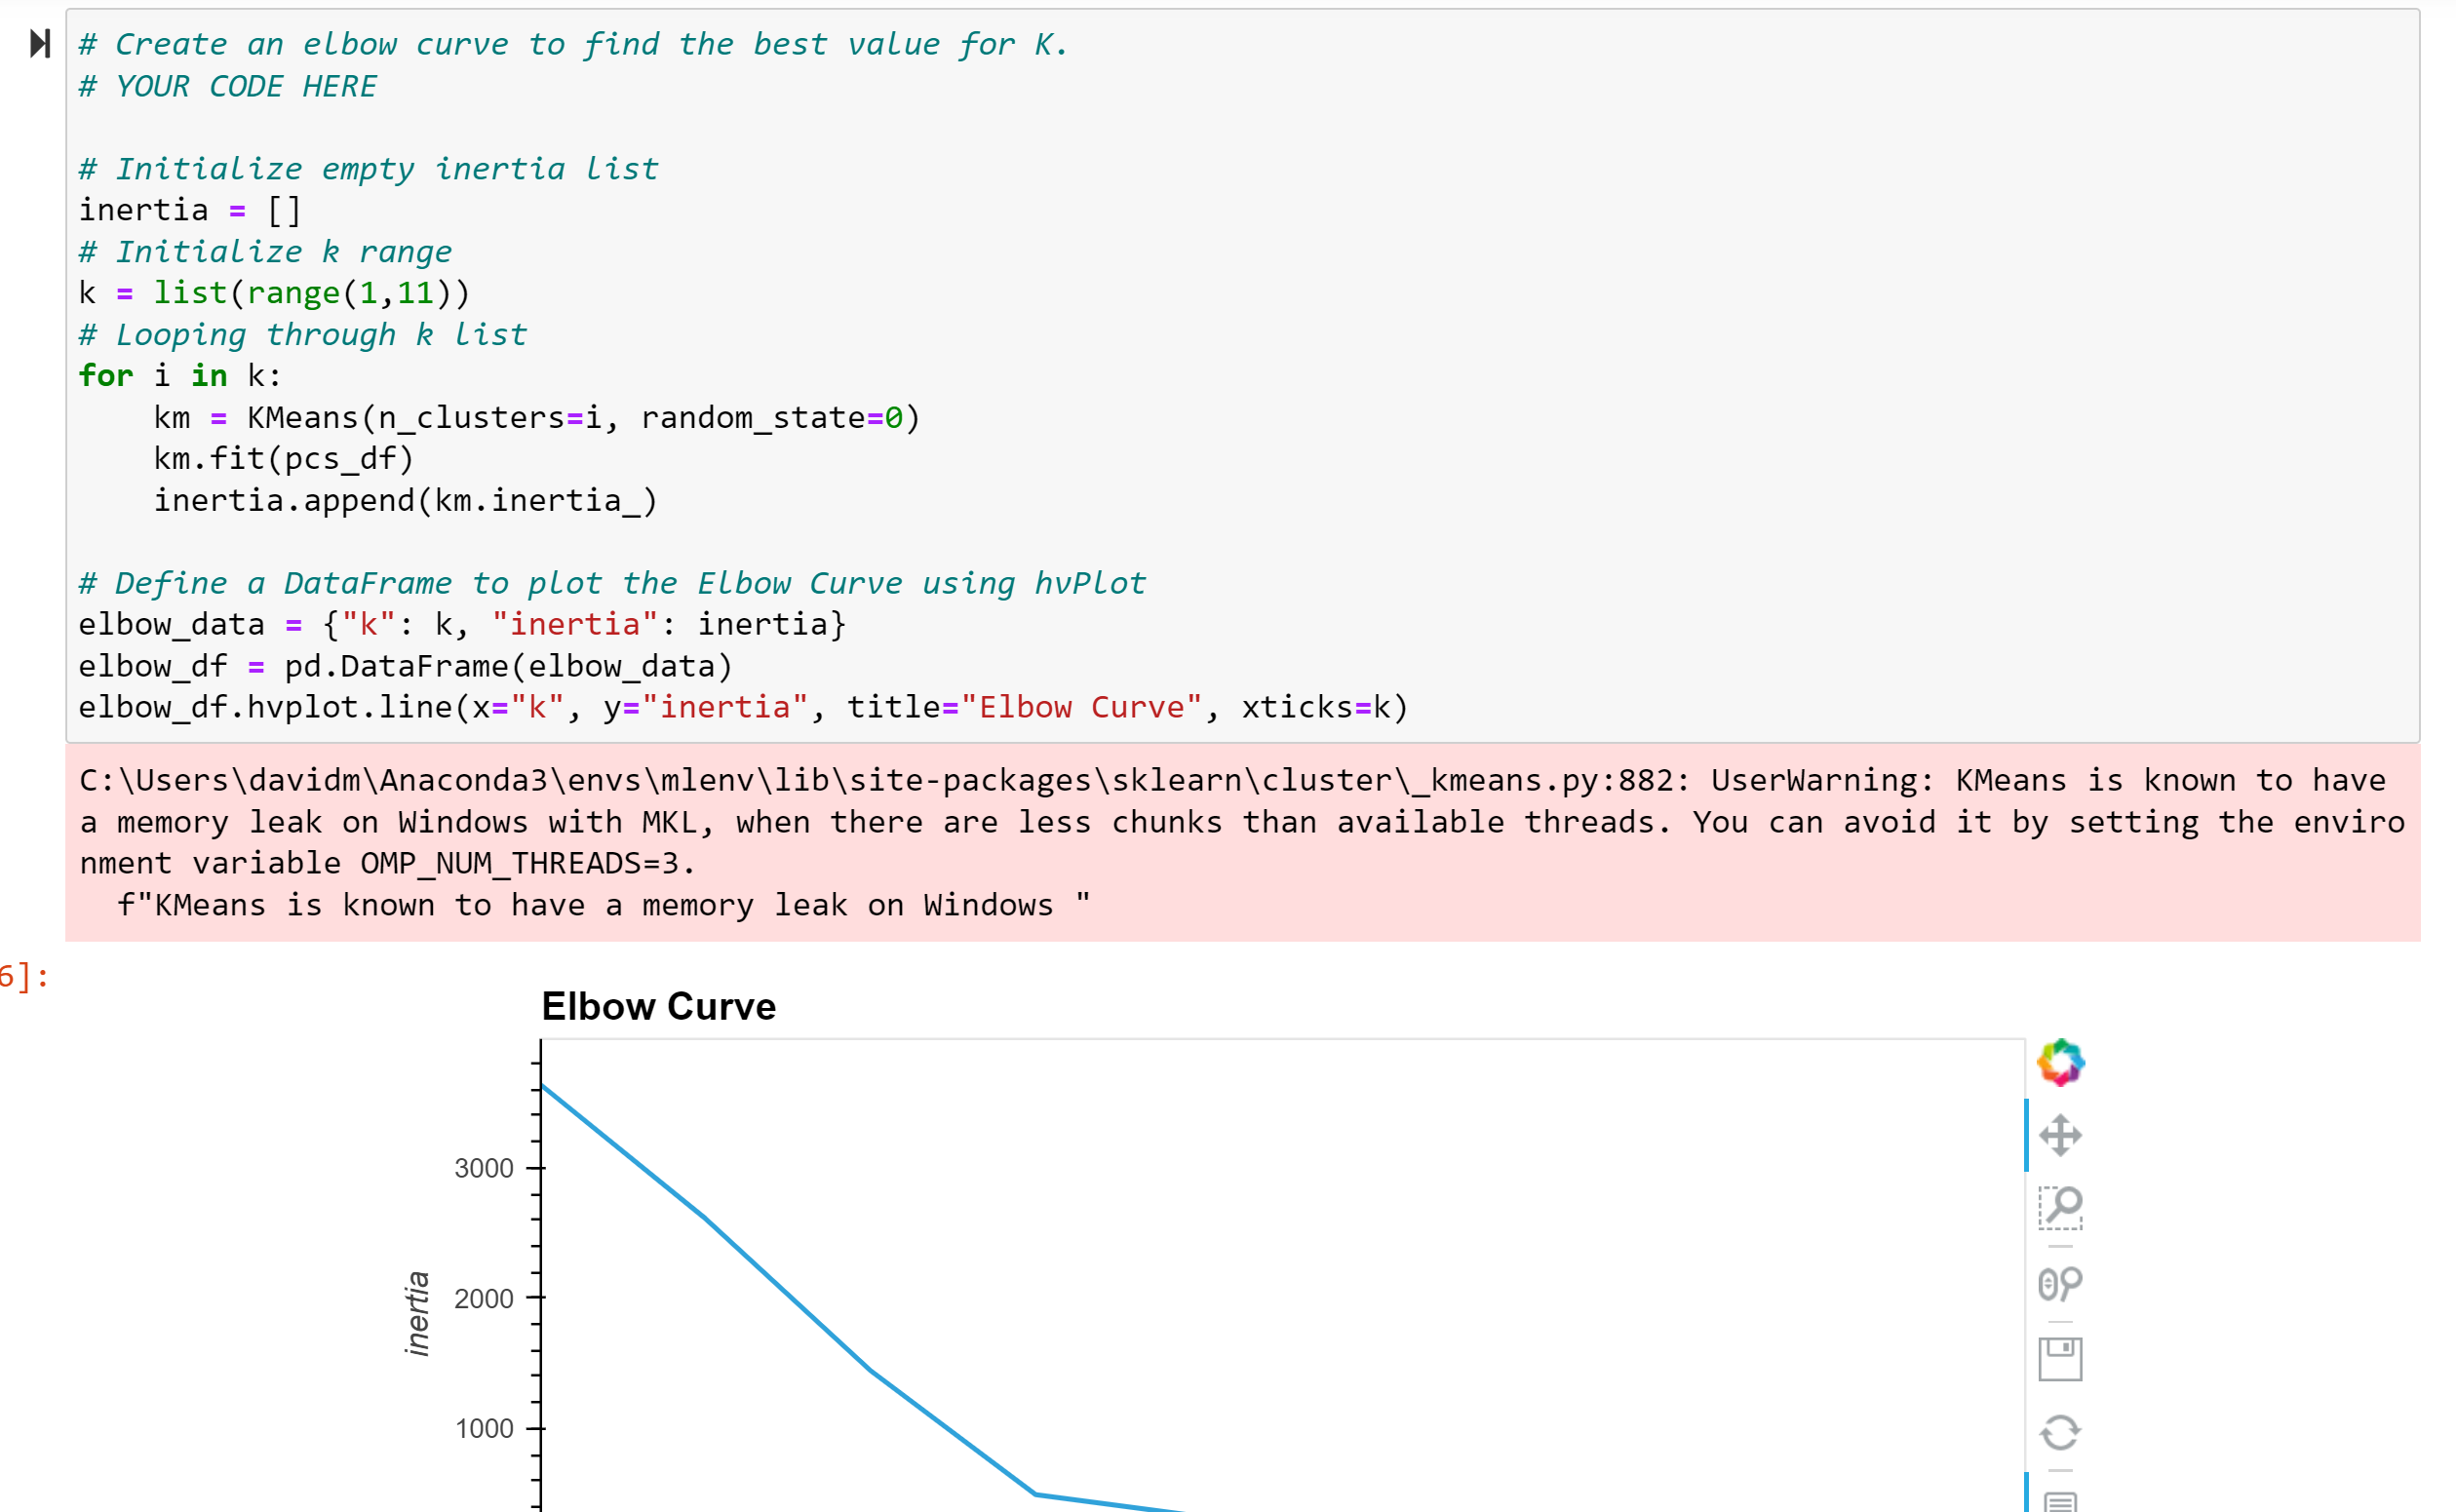 # Create an elbow curve to find the best value for K.
# YOUR CODE HERE
# Initialize empty inertia list
inertia = []
# Initialize k range
k = list(range(1,11))
# Looping through k list
for i in k:
    km = KMeans(n_clusters=i, random_state=0)
    km.fit(pcs_df)
    inertia.append(km.inertia_)
# Define a DataFrame to plot the Elbow Curve using hvPlot
elbow_data = {"k": k, "inertia": inertia}
elbow_df = pd.DataFrame(elbow_data)
elbow_df.hvplot.line(x="k", y="inertia", title="Elbow Curve", xticks=k)
C:\Users\davidm\Anaconda3\envs\mlenv\lib\site-packages\sklearn\cluster\_kmeans.py:882: UserWarning: KMeans is known to have
a memory leak on Windows with MKL, when there are less chunks than available threads. You can avoid it by setting the enviro
nment variable OMP_NUM_THREADS=3.
  f"KMeans is known to have a memory leak on Windows "
6]:
Elbow Curve
3000
2000
1000
inertia